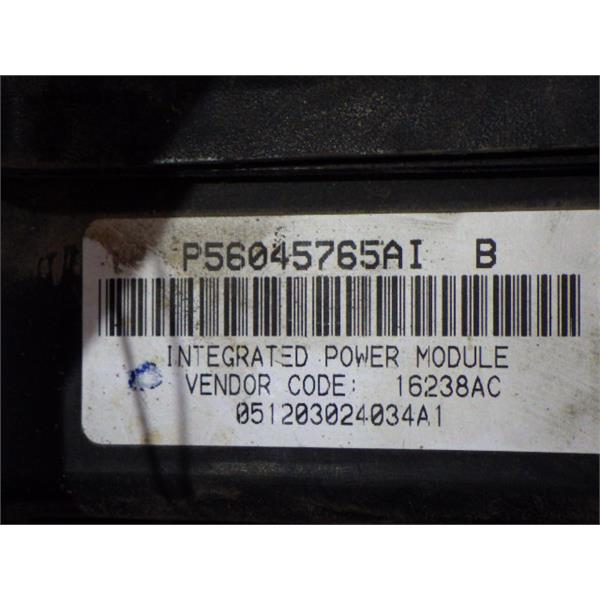 P56045765AI B
INTEGRATED POWER MODULE
VENDOR CODE: 16238AC
051203024034A1